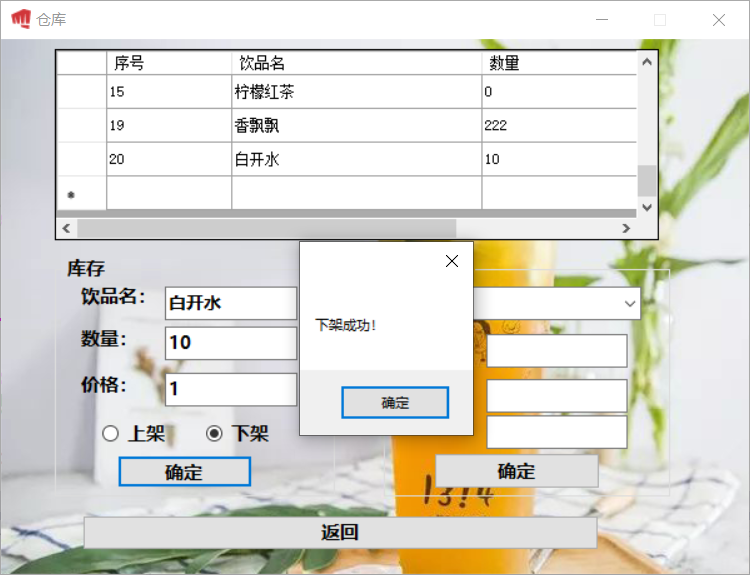 仓库
序号 饮品名 数量
15 柠檬红茶 0
19 香飘飘 222
20 白开水 10
库存
饮品名： 白开水
数量： 10
价格： 1
上架 下架
确定
下架成功！
确定
确定
1314
返回